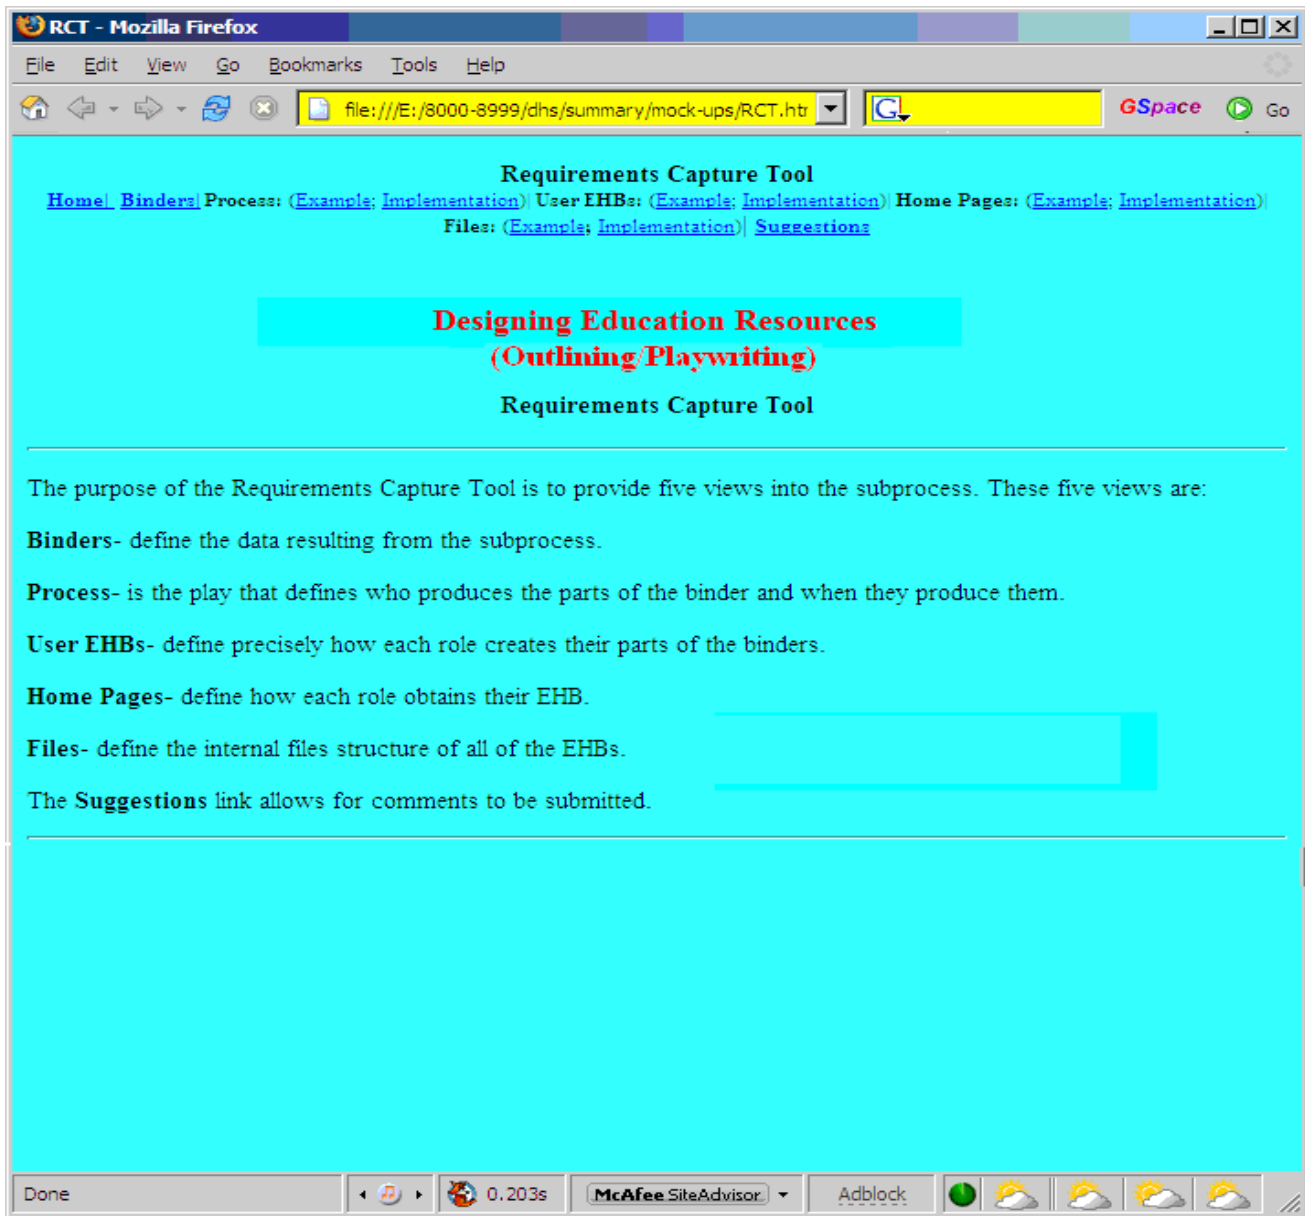 RCT - Mozilla Firefox
File Edit View Go Bookmarks Tools Help
file:///E:/8000-8999/dhs/summary/mock-ups/RCT.htr G GSpace Go
Requirements Capture Tool
Home| Binders| Process: (Example; Implementation)| User EHBs: (Example; Implementation)| Home Pages: (Example; Implementation)|
Files: (Example; Implementation)| Suggestions
Designing Education Resources
(Outlining/Playwriting)
Requirements Capture Tool
The purpose of the Requirements Capture Tool is to provide five views into the subprocess. These five views are:
Binders- define the data resulting from the subprocess.
Process- is the play that defines who produces the parts of the binder and when they produce them.
User EHBs- define precisely how each role creates their parts of the binders.
Home Pages- define how each role obtains their EHB.
Files- define the internal files structure of all of the EHBs.
The Suggestions link allows for comments to be submitted.
Done 0.203s McAfee SiteAdvisor Adblock